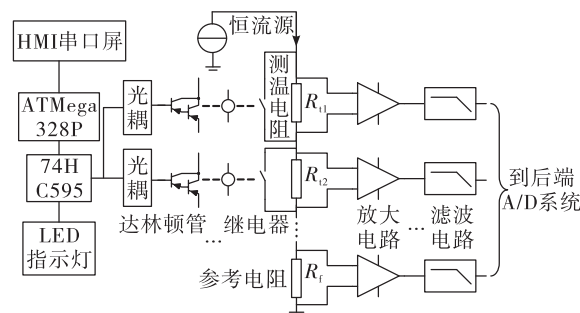 恒流源
HMI串口屏
ATMega
328P
光
耦
测
温
电
阻
Rt1
74H
C595
光
耦
Rt2
到后端
A/D系统
LED
指示灯
达林顿管
继电器
放大
电路
滤波
电路
...
...
...
...
参考电阻
Rf